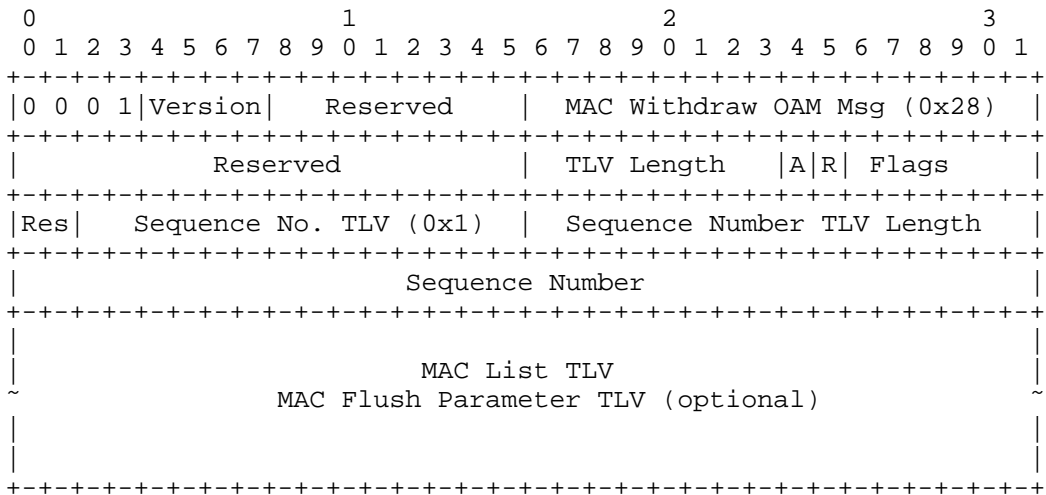 0                   1                   2                   3
 0 1 2 3 4 5 6 7 8 9 0 1 2 3 4 5 6 7 8 9 0 1 2 3 4 5 6 7 8 9 0 1
+-+-+-+-+-+-+-+-+-+-+-+-+-+-+-+-+-+-+-+-+-+-+-+-+-+-+-+-+-+-+-+-+
|0 0 0 1|Version|   Reserved    |  MAC Withdraw OAM Msg (0x28)  |
+-+-+-+-+-+-+-+-+-+-+-+-+-+-+-+-+-+-+-+-+-+-+-+-+-+-+-+-+-+-+-+-+
|            Reserved           |  TLV Length   |A|R| Flags     |
+-+-+-+-+-+-+-+-+-+-+-+-+-+-+-+-+-+-+-+-+-+-+-+-+-+-+-+-+-+-+-+-+
|Res|   Sequence No. TLV (0x1)  |  Sequence Number TLV Length   |
+-+-+-+-+-+-+-+-+-+-+-+-+-+-+-+-+-+-+-+-+-+-+-+-+-+-+-+-+-+-+-+-+
|                        Sequence Number                        |
+-+-+-+-+-+-+-+-+-+-+-+-+-+-+-+-+-+-+-+-+-+-+-+-+-+-+-+-+-+-+-+-+
|                                                               |
|                         MAC List TLV                          |
~                MAC Flush Parameter TLV (optional)             ~
|                                                               |
|                                                               |
+-+-+-+-+-+-+-+-+-+-+-+-+-+-+-+-+-+-+-+-+-+-+-+-+-+-+-+-+-+-+-+-+